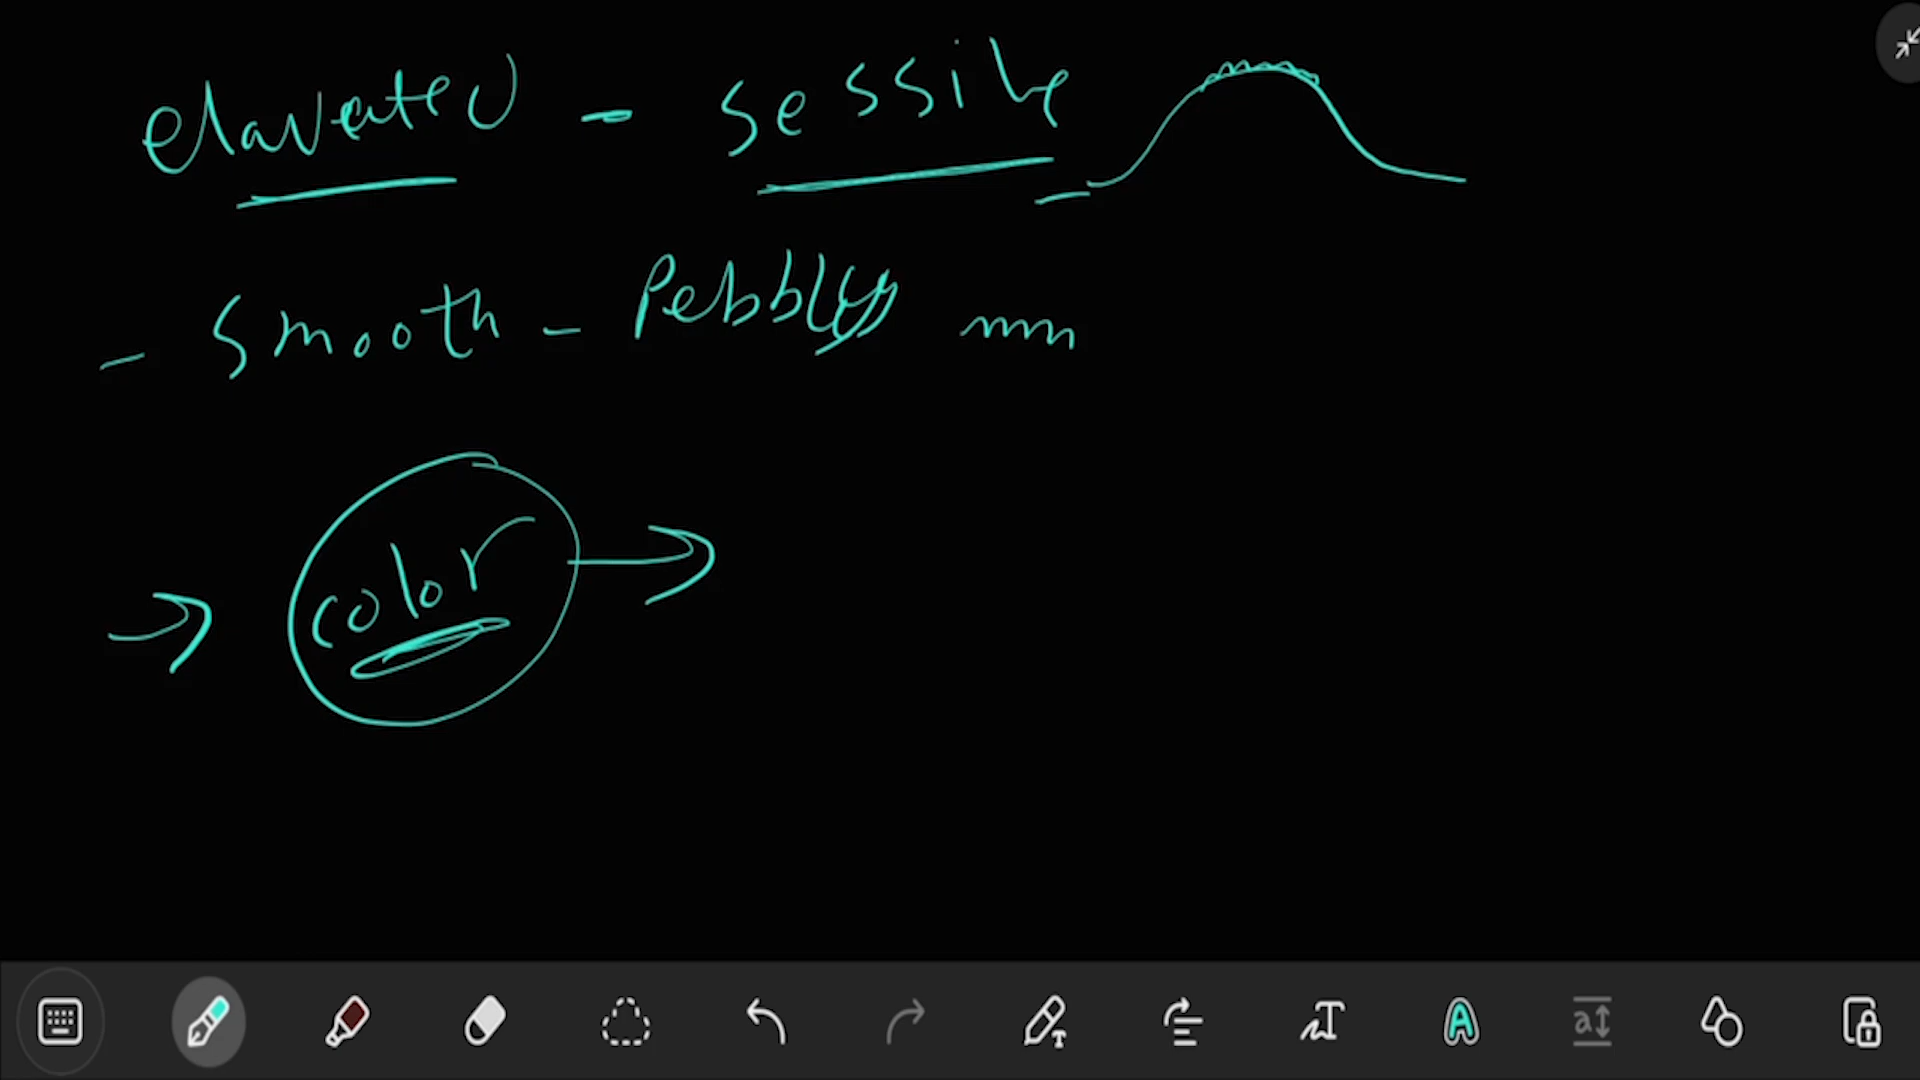 elavated - sessile
- smooth - Pebbly
→ color →